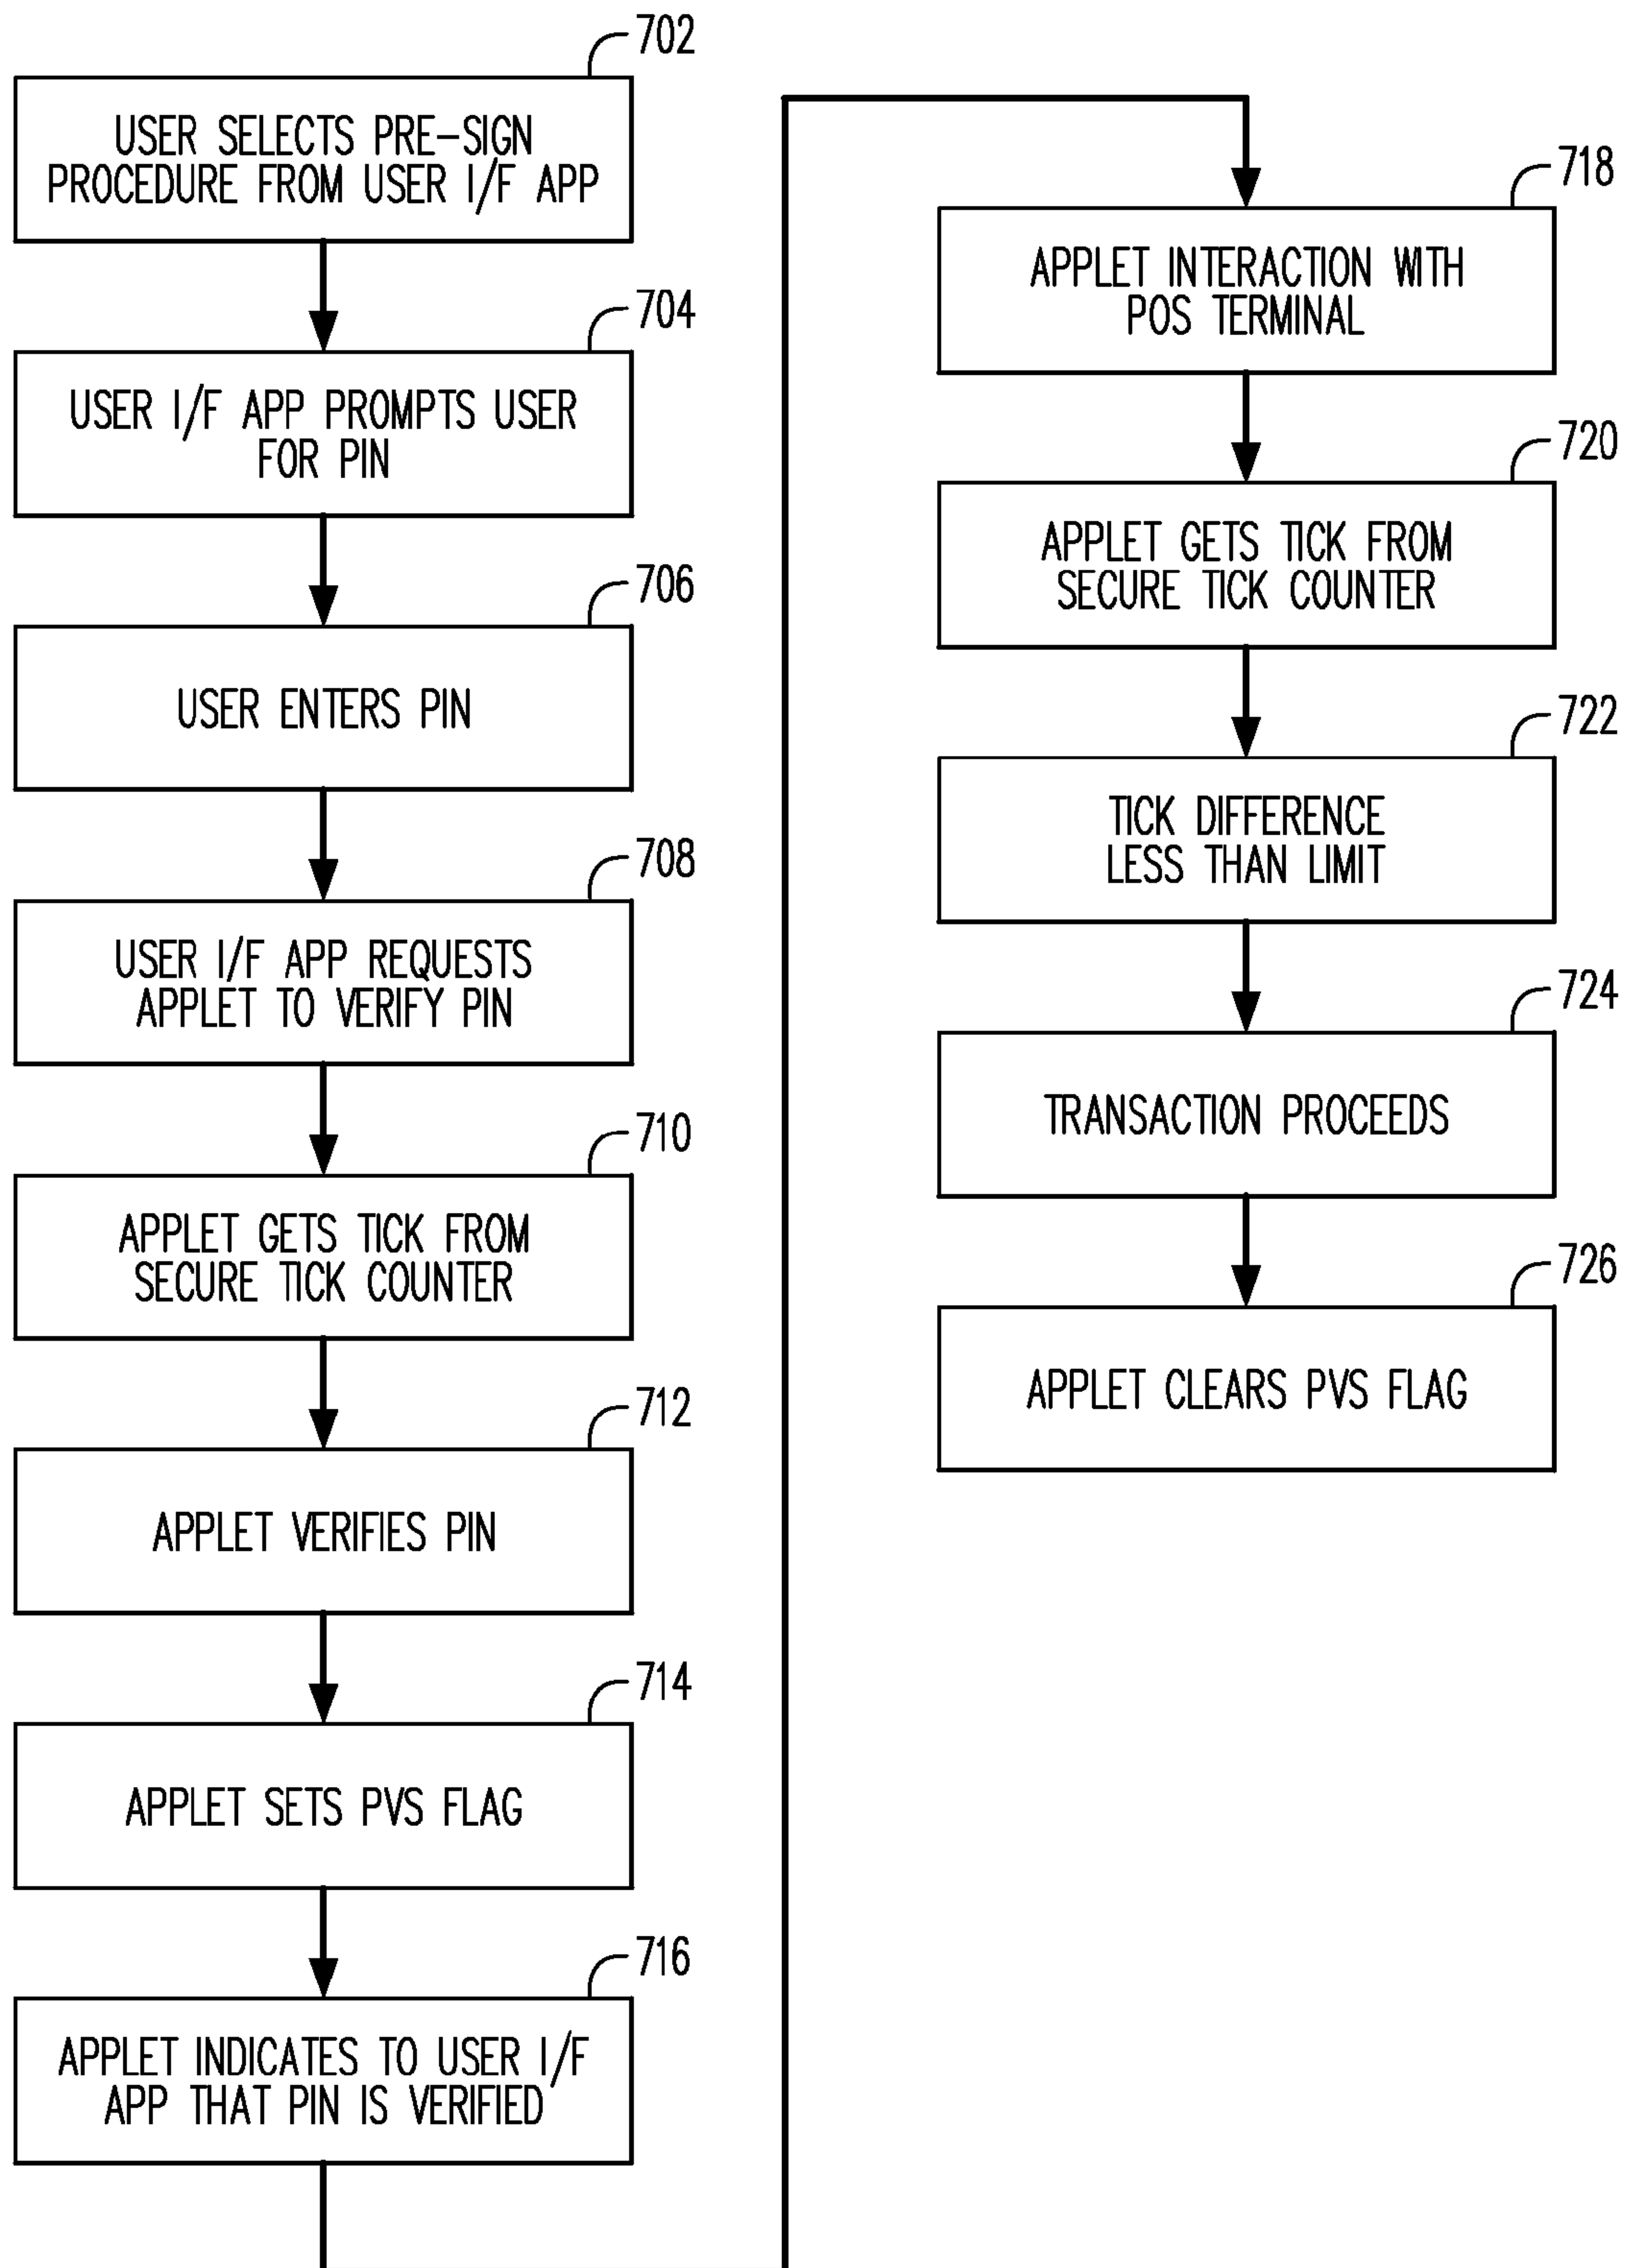 702
USER SELECTS PRE-SIGN
PROCEDURE FROM USER I/F APP
704
USER I/F APP PROMPTS USER
FOR PIN
706
USER ENTERS PIN
708
USER I/F APP REQUESTS
APPLET TO VERIFY PIN
710
APPLET GETS TICK FROM
SECURE TICK COUNTER
712
APPLET VERIFIES PIN
714
APPLET SETS PVS FLAG
716
APPLET INDICATES TO USER I/F
APP THAT PIN IS VERIFIED
718
APPLET INTERACTION WITH
POS TERMINAL
720
APPLET GETS TICK FROM
SECURE TICK COUNTER
722
TICK DIFFERENCE
LESS THAN LIMIT
724
TRANSACTION PROCEEDS
726
APPLET CLEARS PVS FLAG